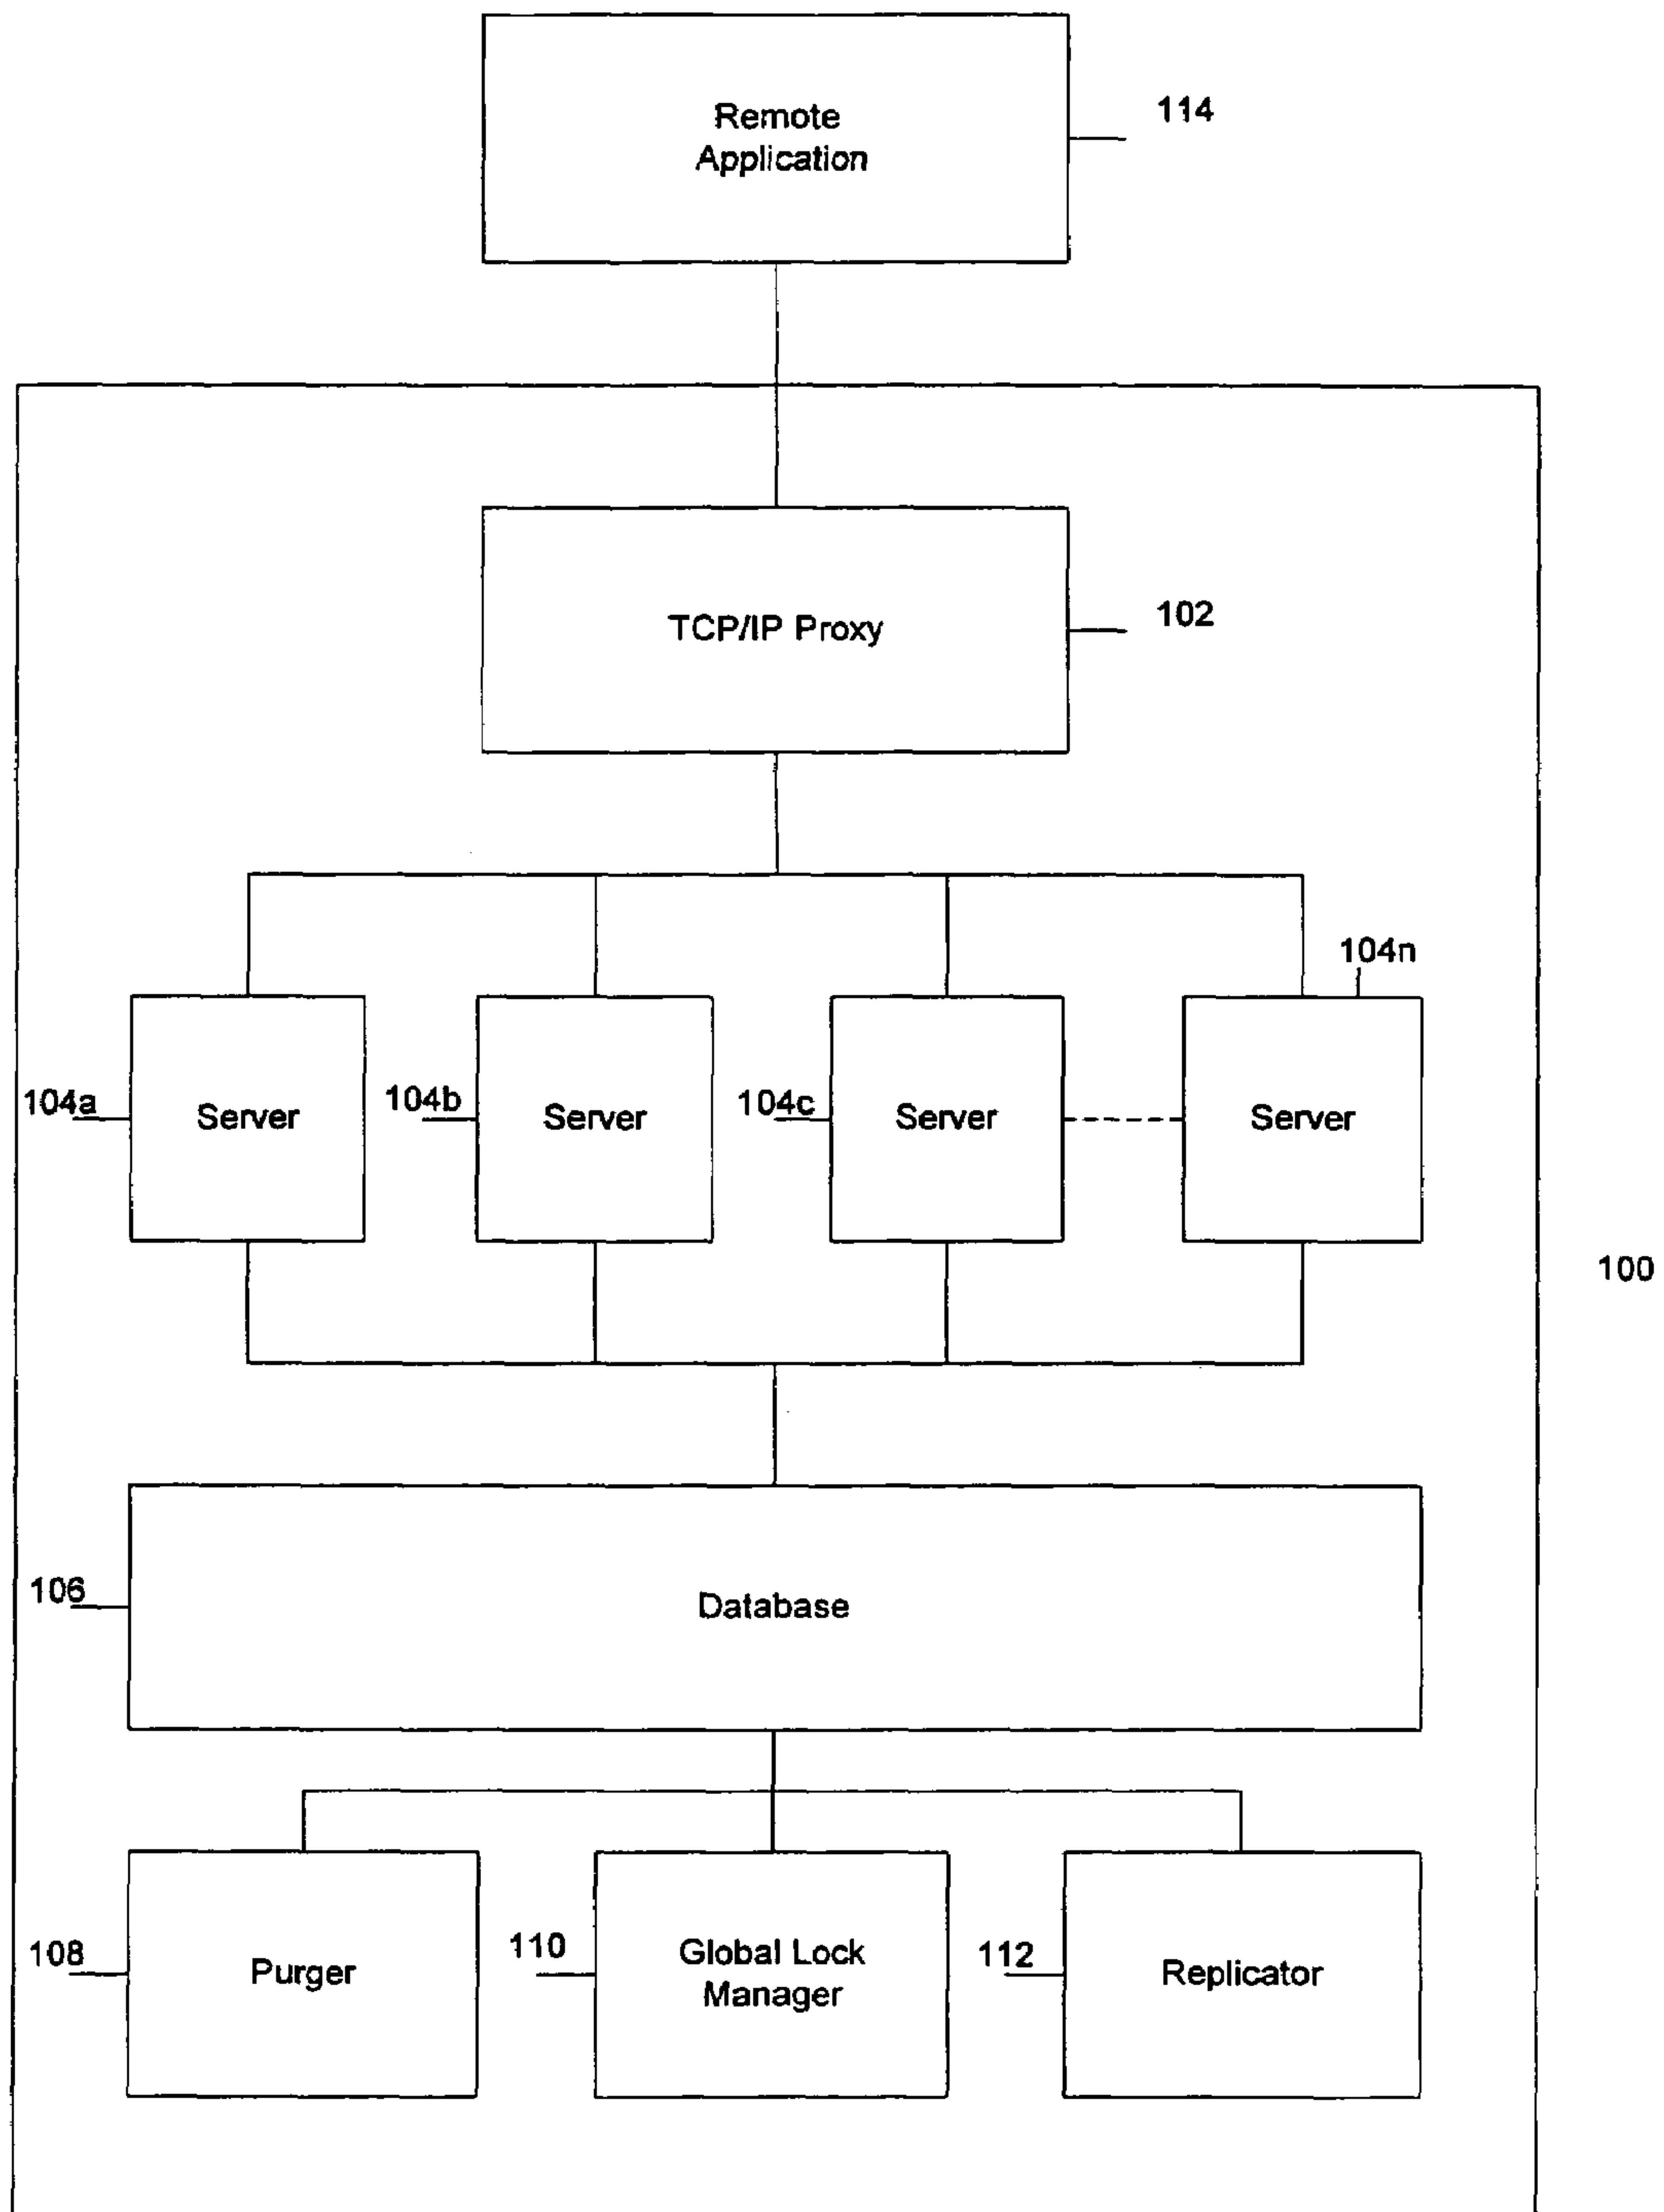 Remote
Application
114
TCP/IP Proxy
102
104n
104a
Server
104b
Server
104c
Server
Server
100
106
Database
108
Purger
110
Global Lock
Manager
112
Replicator